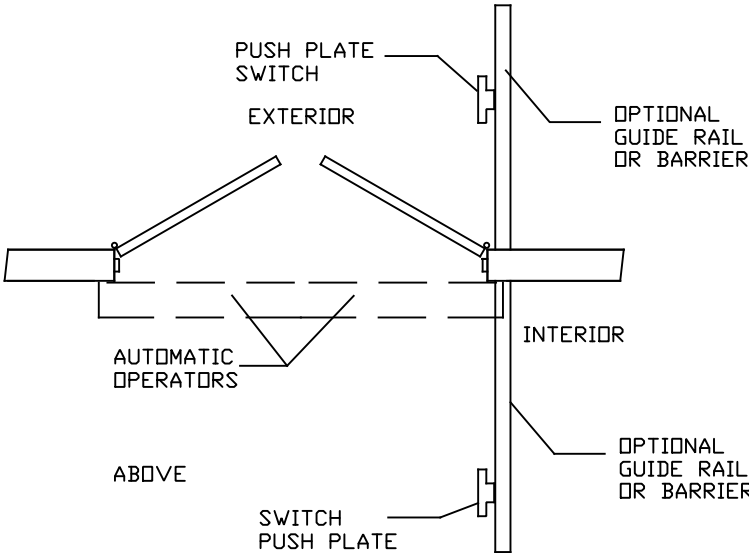 PUSH PLATE
SWITCH
EXTERIOR
OPTIONAL
GUIDE RAIL
OR BARRIER
INTERIOR
AUTOMATIC
OPERATORS
OPTIONAL
GUIDE RAIL
OR BARRIER
ABOVE
SWITCH
PUSH PLATE